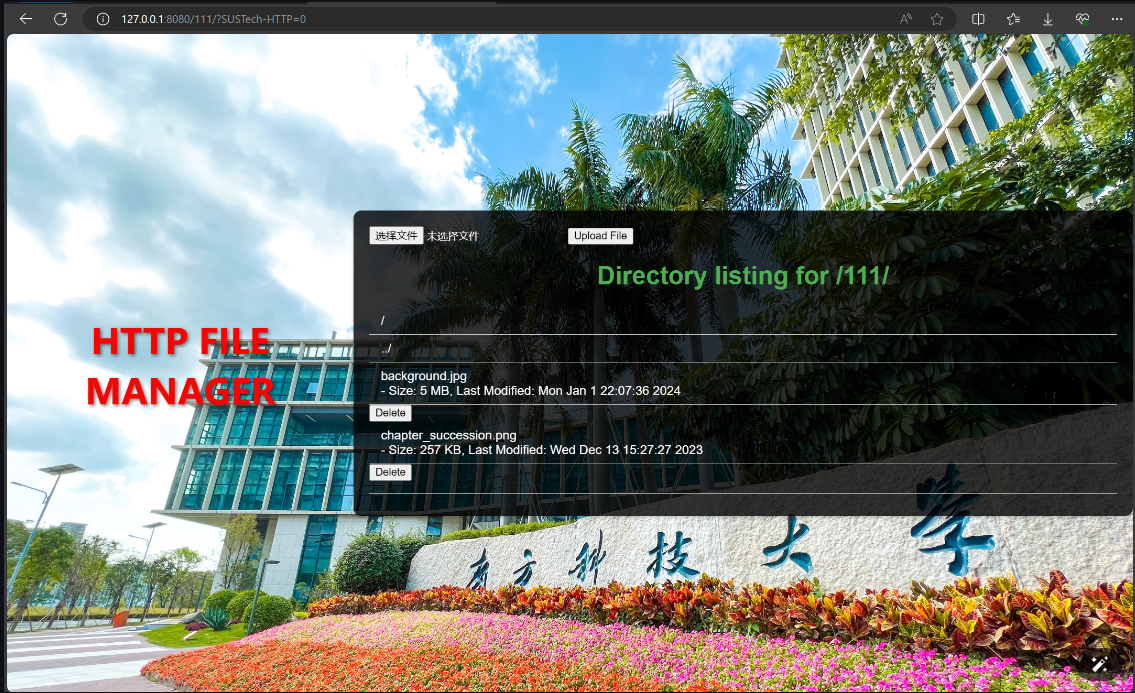 127.0.0.1:8080/111/?SUSTech-HTTP=0
选择文件 未选择文件 Upload File
Directory listing for /111/
/
../
HTTP FILE
MANAGER
background.jpg
- Size: 5 MB, Last Modified: Mon Jan 1 22:07:36 2024
Delete
chapter_succession.png
- Size: 257 KB, Last Modified: Wed Dec 13 15:27:27 2023
Delete
南方科技大学